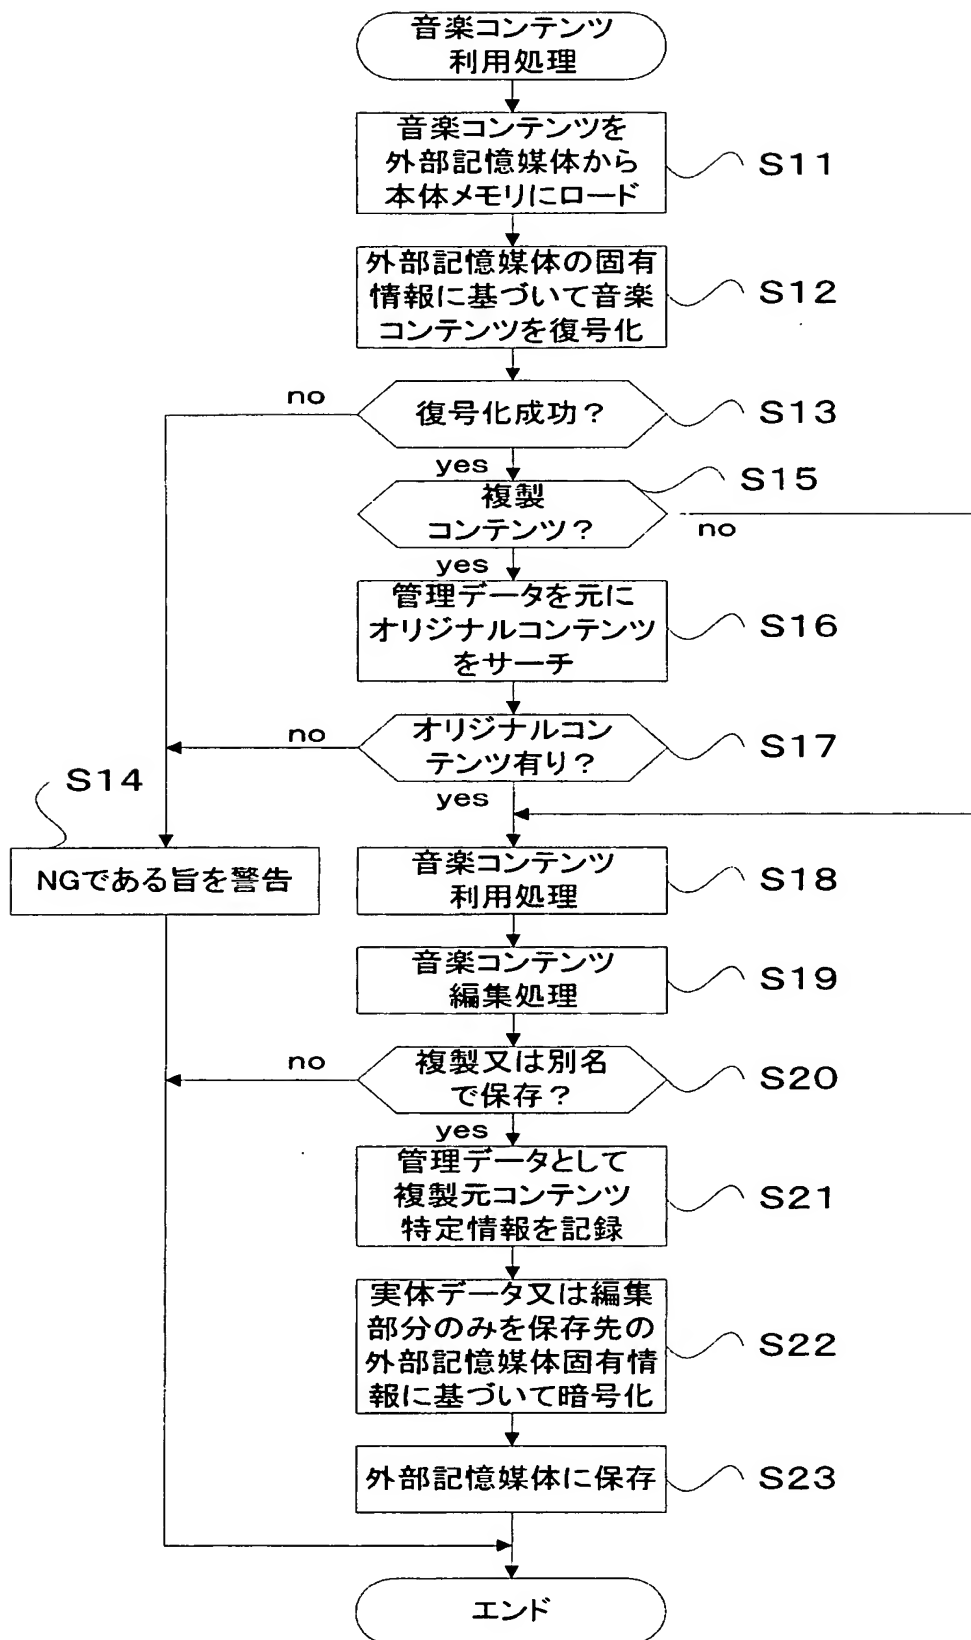 音楽コンテンツ
利用処理
音楽コンテンツを
外部記憶媒体から
本体メモリにロード
S11
外部記憶媒体の固有
情報に基づいて音楽
コンテンツを復号化
S12
no
復号化成功?
S13
yes
S15
複製
コンテンツ?
no
yes
管理データを元に
オリジナルコンテンツ
をサーチ
S16
no
オリジナルコン
テンツ有り?
S17
S14
yes
NGである旨を警告
音楽コンテンツ
利用処理
S18
音楽コンテンツ
編集処理
S19
no
複製又は別名
で保存?
S20
yes
管理データとして
複製元コンテンツ
特定情報を記録
S21
実体データ又は編集
部分のみを保存先の
外部記憶媒体固有情
報に基づいて暗号化
S22
外部記憶媒体に保存
S23
エンド